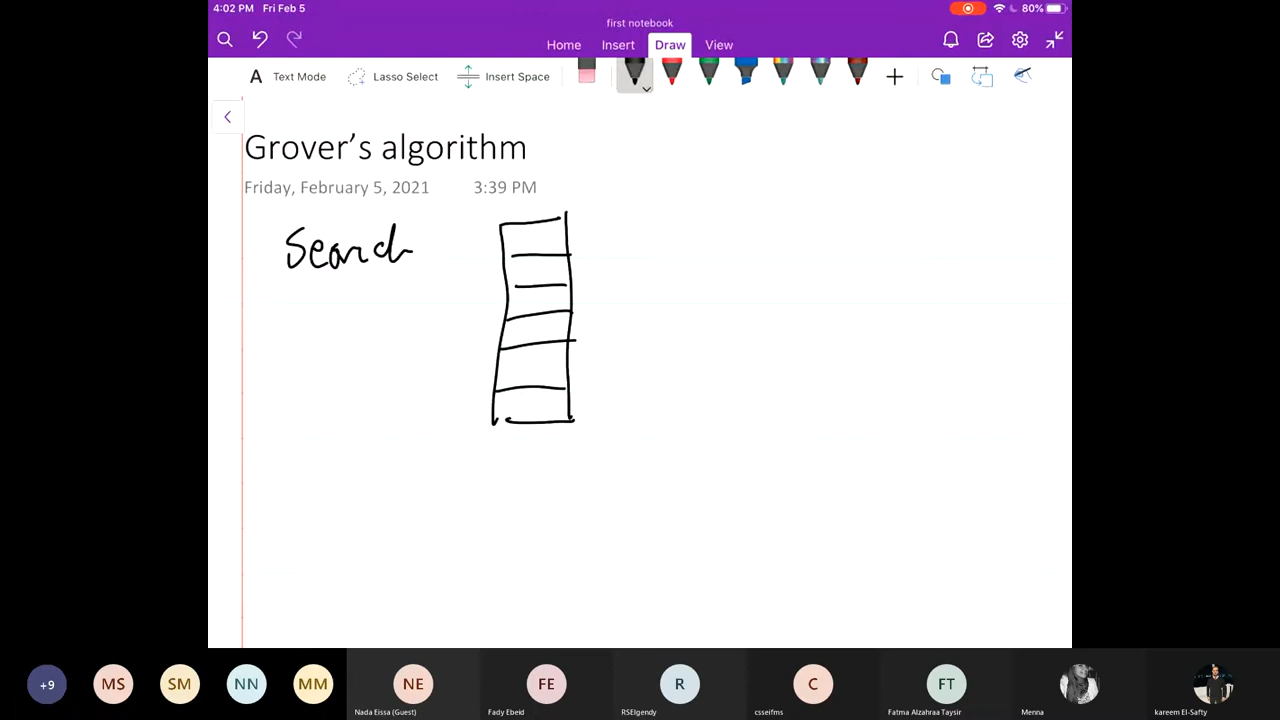 4:02 PM Fri Feb 5
80%
first notebook
Home Insert Draw View
A Text Mode Lasso Select Insert Space
Grover's algorithm
Friday, February 5, 2021 3:39 PM
Search
+9 MS SM NN MM NE FE R C FT
Nada Eissa (Guest) Fady Ebeid RSElgendy csseifms Fatma Alzahraa Taysir Menna kareem El-Safty